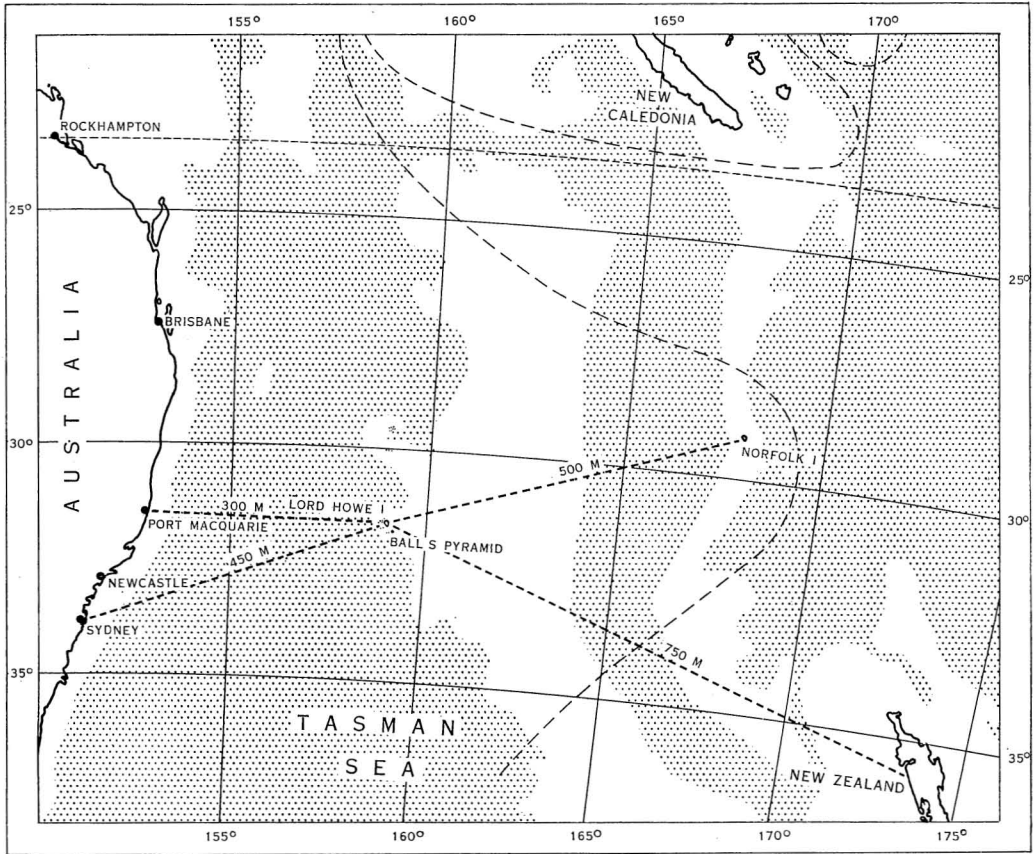 155°
160°
165°
170°
NEW
CALEDONIA
ROCKHAMPTON
25°
25°
AUSTRALIA
BRISBANE
30°
NORFOLK I
500 M
300 M
LORD HOWE I
PORT MACQUARIE
30°
BALL S PYRAMID
450 M
NEWCASTLE
SYDNEY
750 M
35°
TASMAN
SEA
35°
NEW ZEALAND
155°
160°
165°
170°
175°